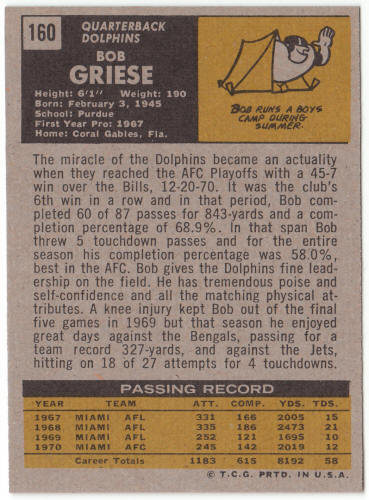 160
QUARTERBACK
DOLPHINS
BOB
GRIESE
Height: 6'1" Weight: 190
Born: February 3, 1945
School: Purdue
First Year Pro: 1967
Home: Coral Gables, Fla.
BOB RUNS A BOYS
CAMP DURING
SUMMER.
The miracle of the Dolphins became an actuality
when they reached the AFC Playoffs with a 45-7
win over the Bills, 12-20-70. It was the club's
6th win in a row and in that period, Bob com-
pleted 60 of 87 passes for 843-yards and a com-
pletion percentage of 68.9%. In that span Bob
threw 5 touchdown passes and for the entire
season his completion percentage was 58.0%,
best in the AFC. Bob gives the Dolphins fine lead-
ership on the field. He has tremendous poise and
self-confidence and all the matching physical at-
tributes. A knee injury kept Bob out of the final
five games in 1969 but that season he enjoyed
great days against the Bengals, passing for a
team record 327-yards, and against the Jets,
hitting on 18 of 27 attempts for 4 touchdowns.
PASSING RECORD
YEAR TEAM ATT. COMP. YDS. TDS.
1967 MIAMI AFL 331 166 2005 15
1968 MIAMI AFL 335 186 2473 21
1969 MIAMI AFL 252 121 1695 10
1970 MIAMI AFC 245 142 2019 12
Career Totals 1183 615 8192 58
© T.C.G. PRTD. IN U.S.A.